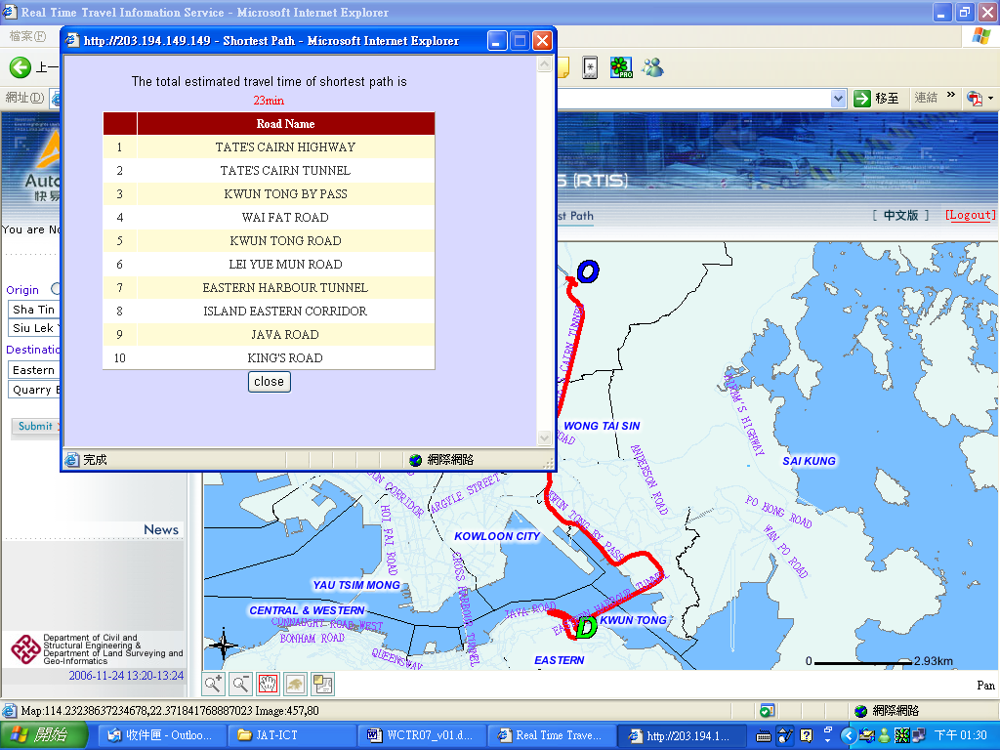 Real Time Travel Infomation Service - Microsoft Internet Explorer
檔案(F)
http://203.194.149.149 - Shortest Path - Microsoft Internet Explorer
上一
網址(D)
移至
連結
»
PRO
The total estimated travel time of shortest path is
23min
Road Name
1 TATE'S CAIRN HIGHWAY
2 TATE'S CAIRN TUNNEL
3 KWUN TONG BY PASS
4 WAI FAT ROAD
5 KWUN TONG ROAD
6 LEI YUE MUN ROAD
7 EASTERN HARBOUR TUNNEL
8 ISLAND EASTERN CORRIDOR
9 JAVA ROAD
10 KING'S ROAD
close
完成
網際網路
Auto
快易
S (RTIS)
st Path
[ 中文版 ]
[Logout]
You are No
Origin
Sha Tin
Siu Lek
Destinatio
Eastern
Quarry B
Submit
News
Department of Civil and
Structural Engineering &
Department of Land Surveying and
Geo-Informatics
2006-11-24 13:20-13:24
O
CAIRN TUNNEL
WONG TAI SIN
ROAD
ANDERSON ROAD
HIRAM'S HIGHWAY
SAI KUNG
PO HONG ROAD
WAN PO ROAD
CORRIDOR
ARGYLE STREET
HOI FAI ROAD
KWUN TONG BY PASS
KOWLOON CITY
CROSS HARBOUR TUNNEL
YAU TSIM MONG
CENTRAL & WESTERN
CONNAUGHT ROAD WEST
BONHAM ROAD
QUEENSWAY
JAVA ROAD
EASTERN HARBOUR TUNNEL
D
KWUN TONG
EASTERN
0 2.93km
Pan
Map:114.23238637234678,22.371841768887023 Image:457,80
網際網路
開始
收件匣 - Outloo...
JAT-ICT
WCTR07_v01.d...
Real Time Trave...
http://203.194.1...
下午 01:30